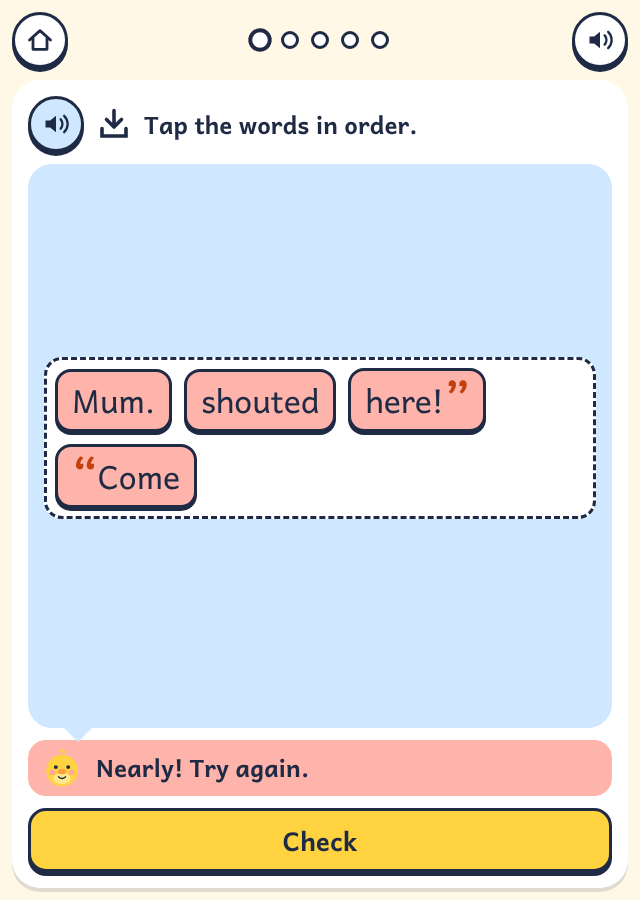 Tap the words in order.
Mum. shouted here!”
“Come
Nearly! Try again.
Check